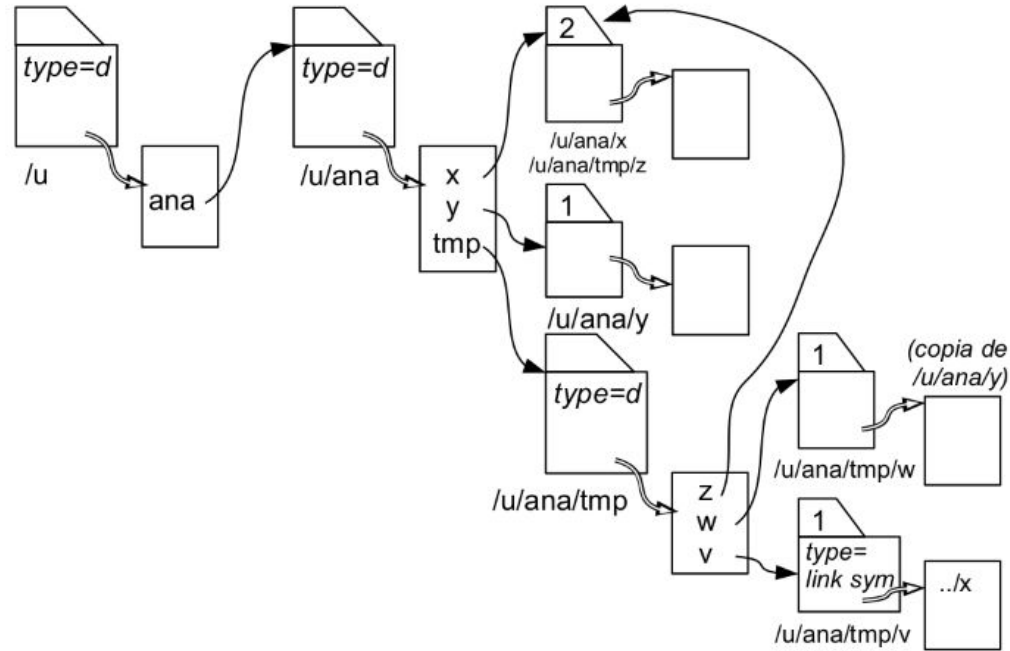 type=d
/u
ana
type=d
/u/ana
x
y
tmp
2
/u/ana/x
/u/ana/tmp/z
1
/u/ana/y
type=d
/u/ana/tmp
z
w
v
1
(copia de
/u/ana/y)
/u/ana/tmp/w
1
type=
link sym
../x
/u/ana/tmp/v